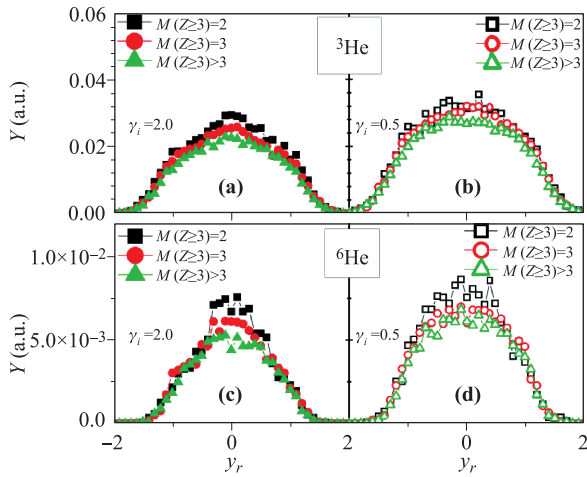 0.06
0.04
0.02
0.00
Y (a.u.)
M (Z≥3)=2
M (Z≥3)=3
M (Z≥3)>3
γi=2.0
(a)
³He
M (Z≥3)=2
M (Z≥3)=3
M (Z≥3)>3
γi=0.5
(b)
1.0×10⁻²
5.0×10⁻³
0.0
Y (a.u.)
M (Z≥3)=2
M (Z≥3)=3
M (Z≥3)>3
γi=2.0
(c)
⁶He
M (Z≥3)=2
M (Z≥3)=3
M (Z≥3)>3
γi=0.5
(d)
−2 0 2 0 2
yr yr